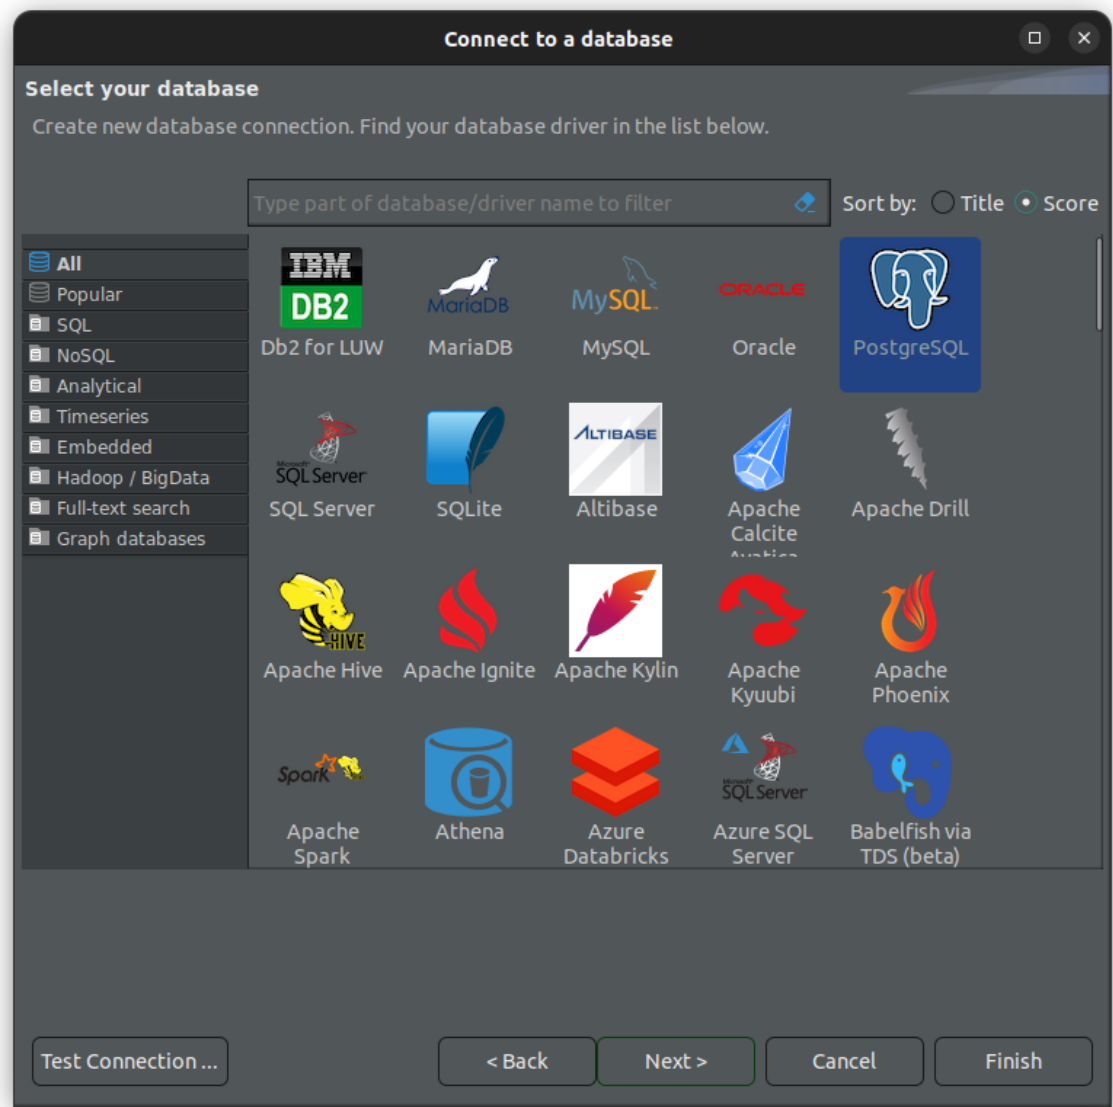 Connect to a database
Select your database
Create new database connection. Find your database driver in the list below.
Type part of database/driver name to filter
Sort by: Title Score
All
Popular
SQL
NoSQL
Analytical
Timeseries
Embedded
Hadoop / BigData
Full-text search
Graph databases
IBM
DB2
Db2 for LUW
MariaDB
MariaDB
MySQL
MySQL
ORACLE
Oracle
PostgreSQL
Microsoft
SQL Server
SQL Server
SQLite
ALTIBASE
Altibase
Apache
Calcite
Avatica
Apache Drill
HIVE
Apache Hive
Apache Ignite
Apache Kylin
Apache
Kyuubi
Apache
Phoenix
Spark
Apache
Spark
Athena
Azure
Databricks
Microsoft
SQL Server
Azure SQL
Server
Babelfish via
TDS (beta)
Test Connection ...
< Back
Next >
Cancel
Finish